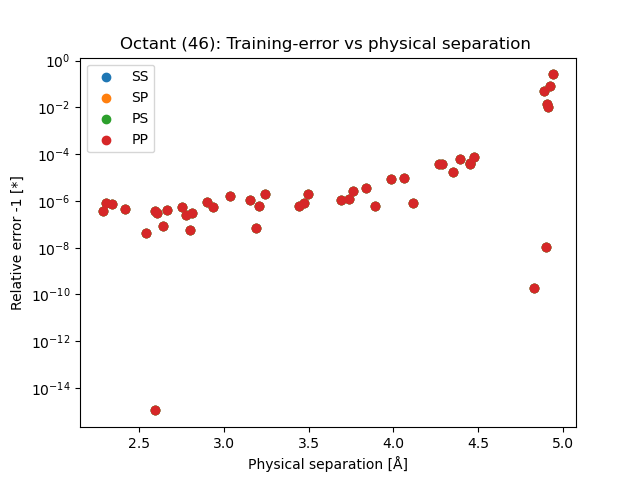 Octant (46): Training-error vs physical separation
10⁰
10⁻²
10⁻⁴
10⁻⁶
10⁻⁸
10⁻¹⁰
10⁻¹²
10⁻¹⁴
Relative error -1 [*]
SS
SP
PS
PP
2.5 3.0 3.5 4.0 4.5 5.0
Physical separation [Å]